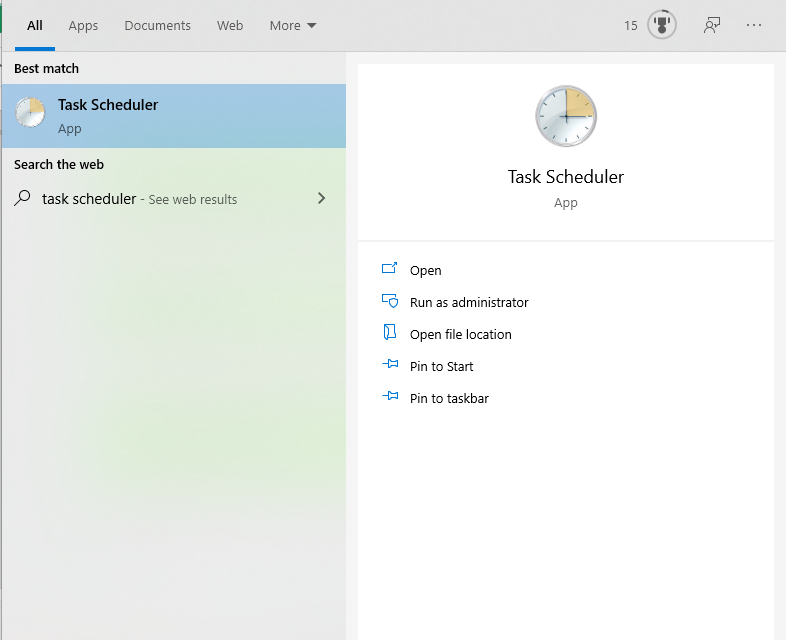 All Apps Documents Web More 15
Best match
Task Scheduler
App
Search the web
task scheduler - See web results
Task Scheduler
App
Open
Run as administrator
Open file location
Pin to Start
Pin to taskbar